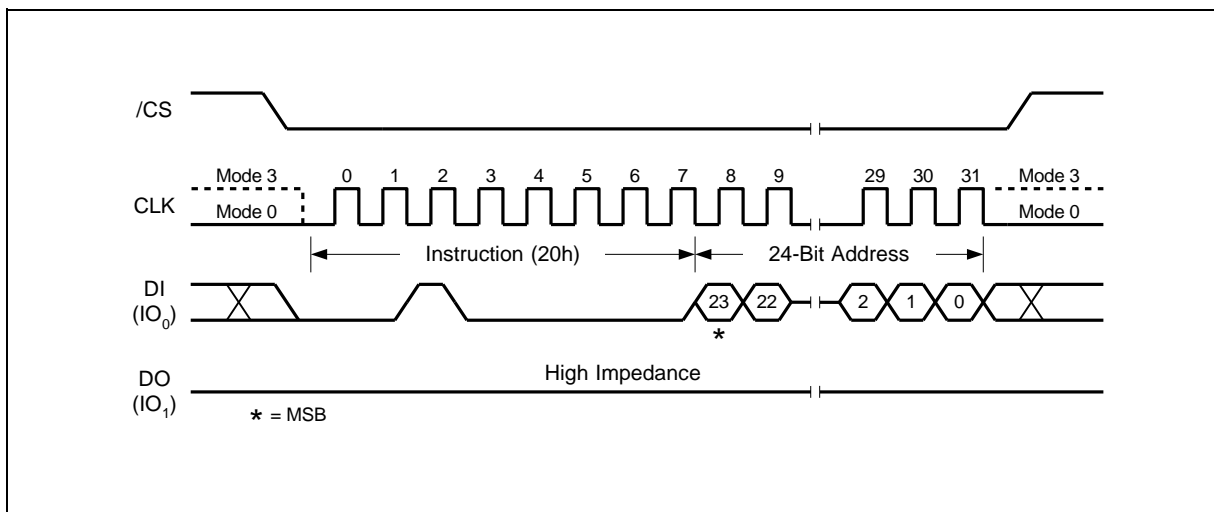 /CS
Mode 3 0 1 2 3 4 5 6 7 8 9 29 30 31 Mode 3
CLK Mode 0 Mode 0
Instruction (20h) 24-Bit Address
DI
(IO0) 23 22 2 1 0
*
DO High Impedance
(IO1)
* = MSB